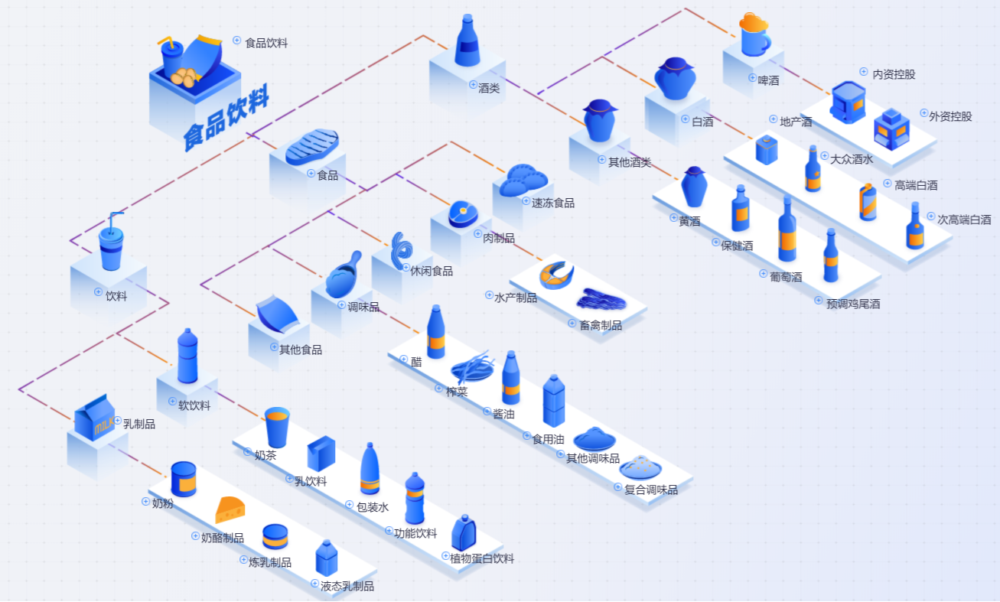 食品饮料
食品饮料
酒类
啤酒
内资控股
外资控股
白酒
地产酒
大众酒水
高端白酒
次高端白酒
其他酒类
黄酒
保健酒
葡萄酒
预调鸡尾酒
食品
速冻食品
肉制品
水产制品
畜禽制品
休闲食品
调味品
醋
榨菜
酱油
食用油
其他调味品
复合调味品
其他食品
饮料
软饮料
奶茶
乳饮料
包装水
功能饮料
植物蛋白饮料
乳制品
MILK
奶粉
奶酪制品
炼乳制品
液态乳制品